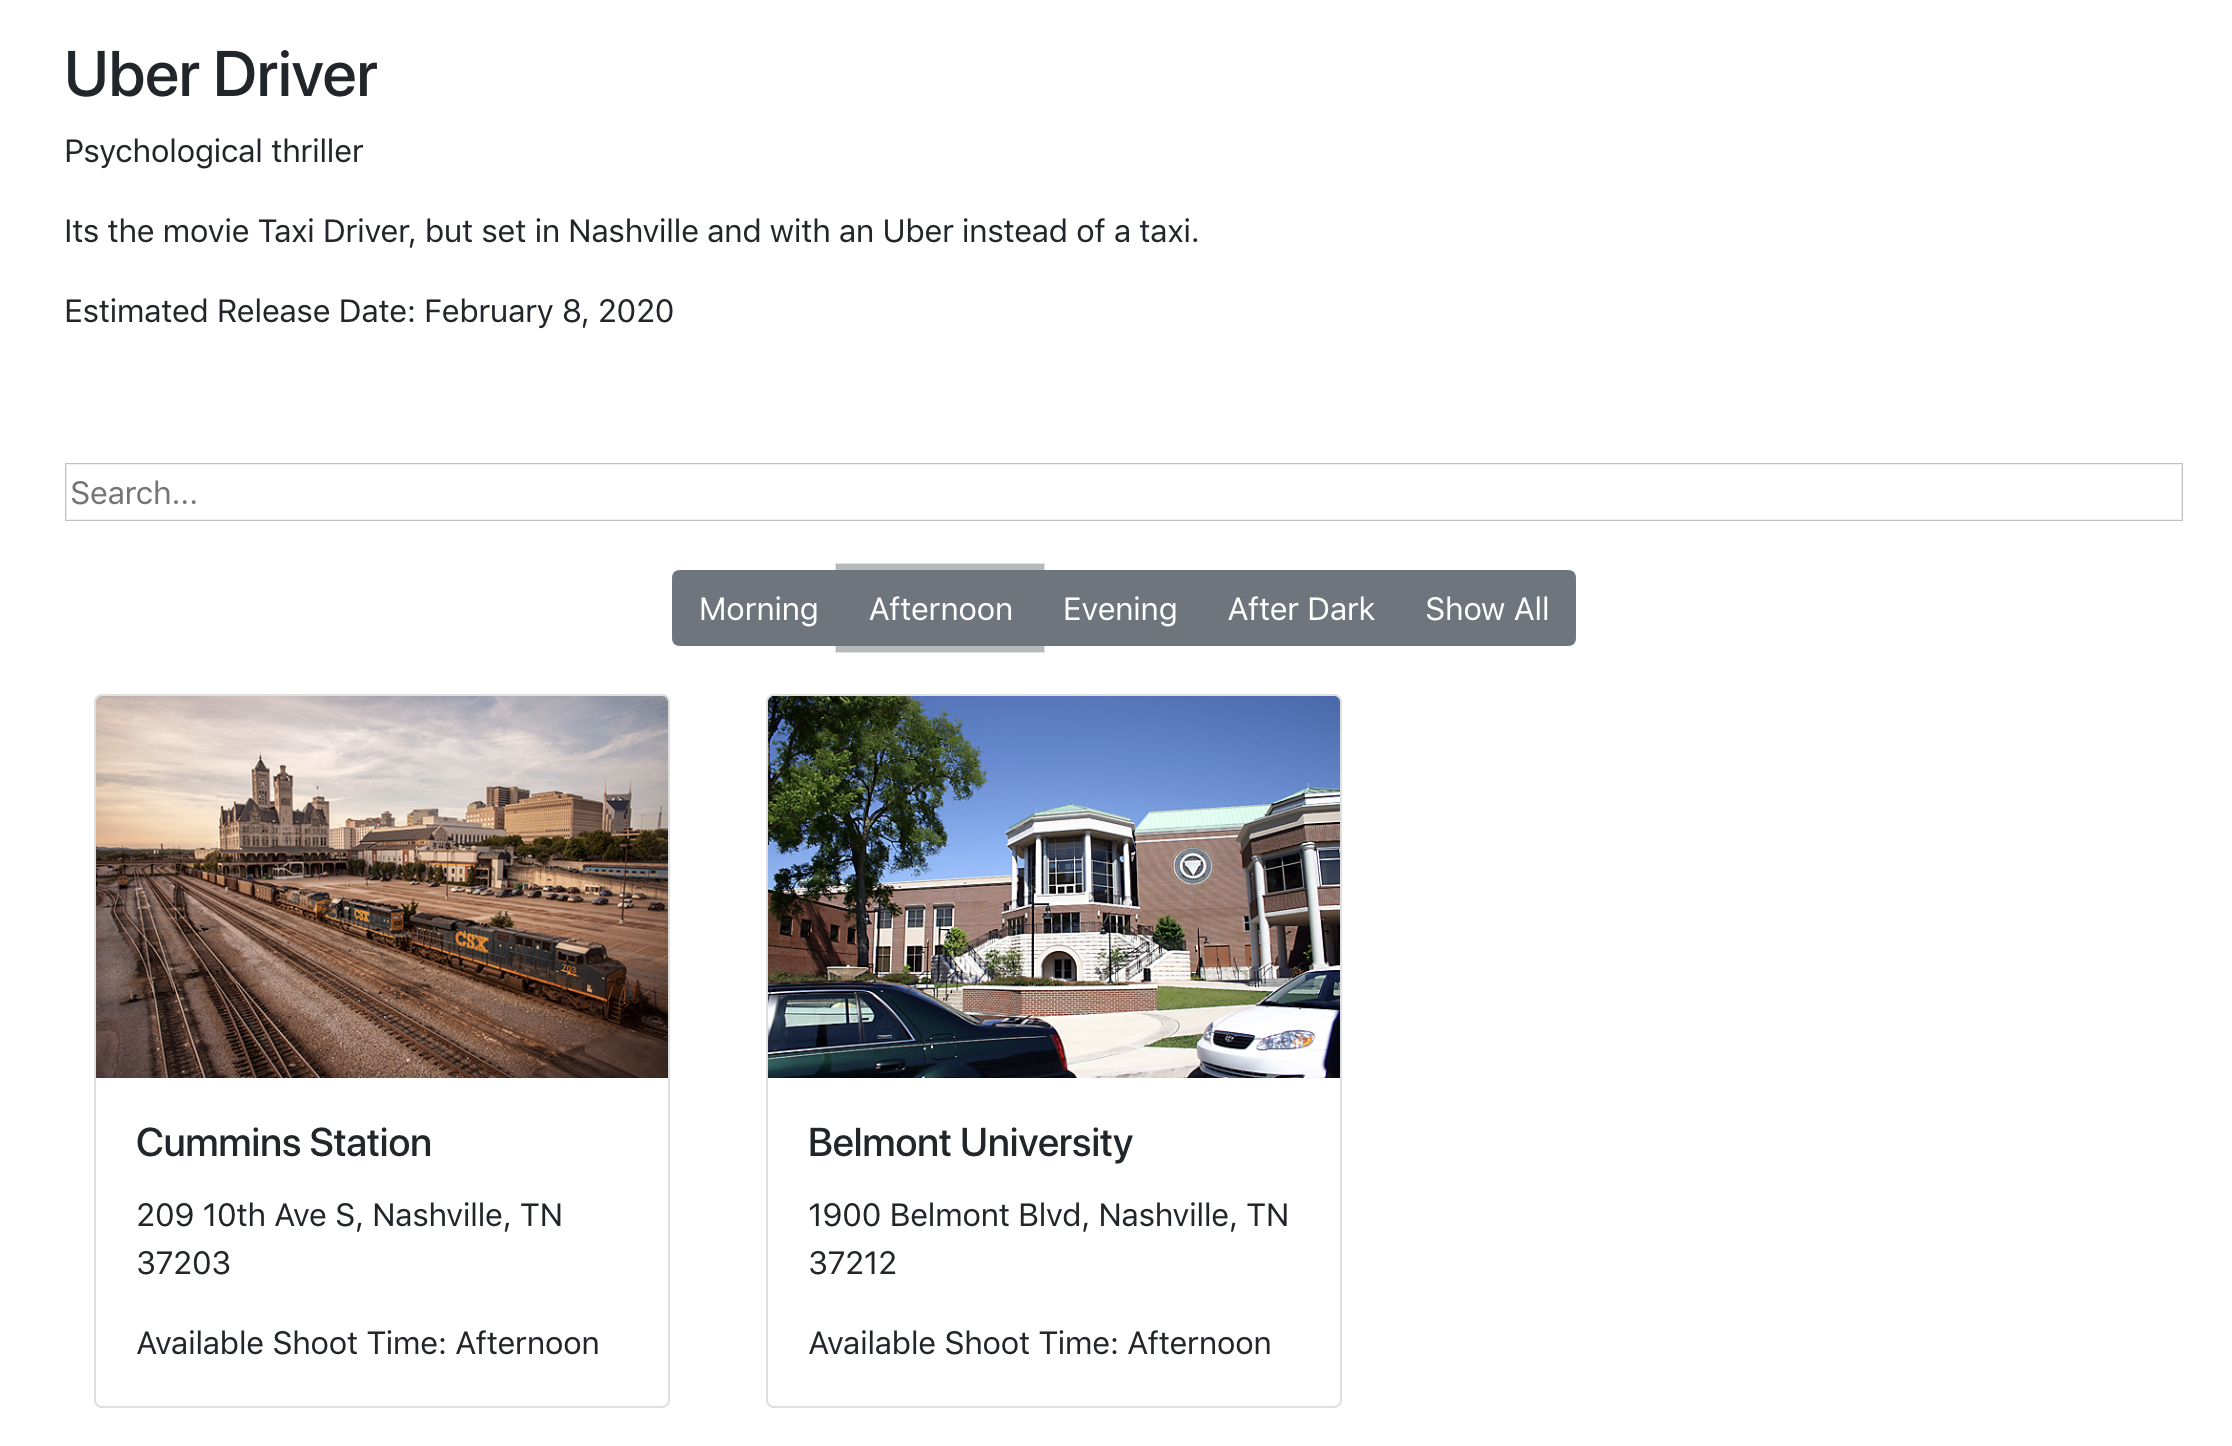 Uber Driver
Psychological thriller
Its the movie Taxi Driver, but set in Nashville and with an Uber instead of a taxi.
Estimated Release Date: February 8, 2020
Search...
Morning Afternoon Evening After Dark Show All
CSX
CSX
703
Cummins Station
209 10th Ave S, Nashville, TN
37203
Available Shoot Time: Afternoon
Belmont University
1900 Belmont Blvd, Nashville, TN
37212
Available Shoot Time: Afternoon